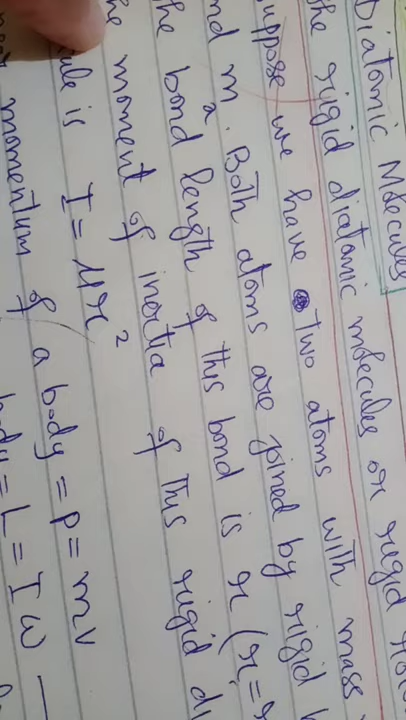 Diatomic Molecules
the rigid diatomic molecules or rigid
Suppose we have two atoms with mass
and m2. Both atoms are joined by rigid
the bond length of this bond is r (r=
the moment of inertia of This rigid
is I = μr²
momentum of a body = P = mv
= L = Iω —